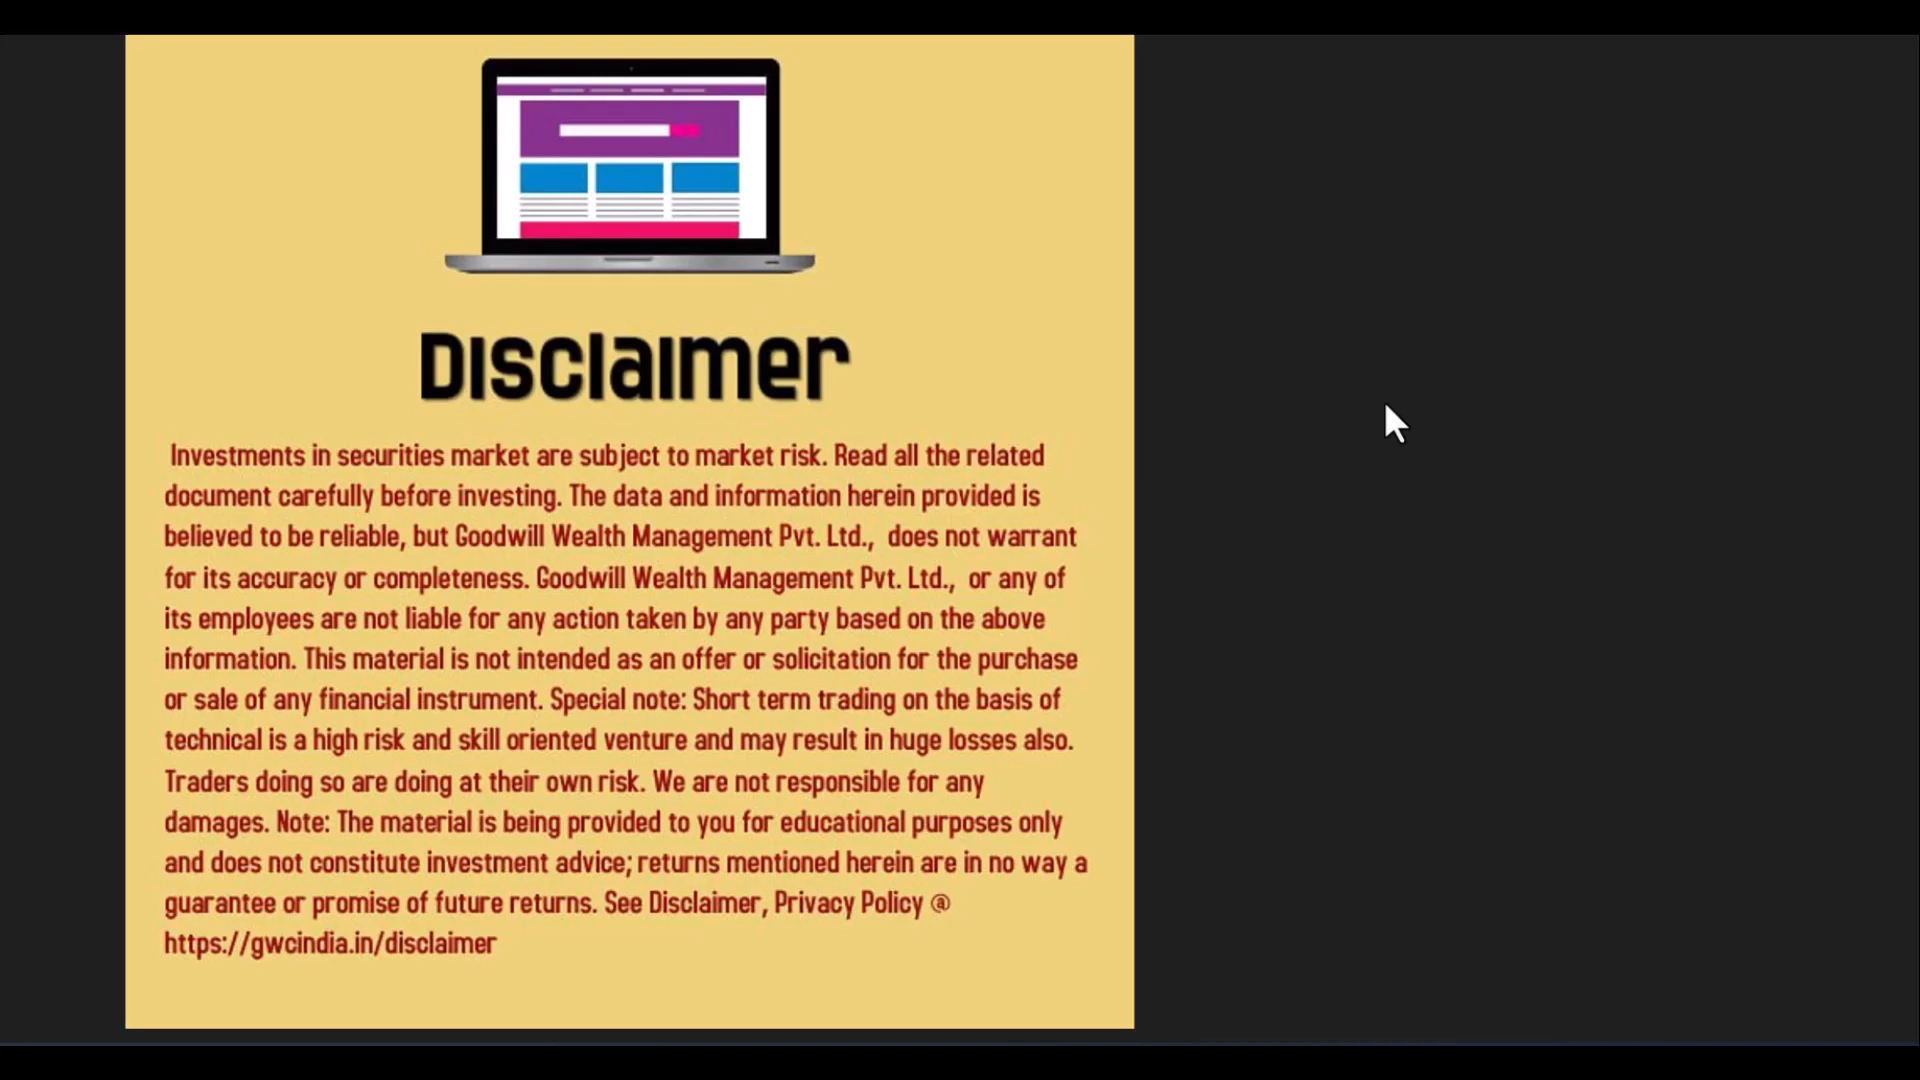 Disclaimer
Investments in securities market are subject to market risk. Read all the related
document carefully before investing. The data and information herein provided is
believed to be reliable, but Goodwill Wealth Management Pvt. Ltd.,  does not warrant
for its accuracy or completeness. Goodwill Wealth Management Pvt. Ltd.,  or any of
its employees are not liable for any action taken by any party based on the above
information. This material is not intended as an offer or solicitation for the purchase
or sale of any financial instrument. Special note: Short term trading on the basis of
technical is a high risk and skill oriented venture and may result in huge losses also.
Traders doing so are doing at their own risk. We are not responsible for any
damages. Note: The material is being provided to you for educational purposes only
and does not constitute investment advice; returns mentioned herein are in no way a
guarantee or promise of future returns. See Disclaimer, Privacy Policy @
https://gwcindia.in/disclaimer